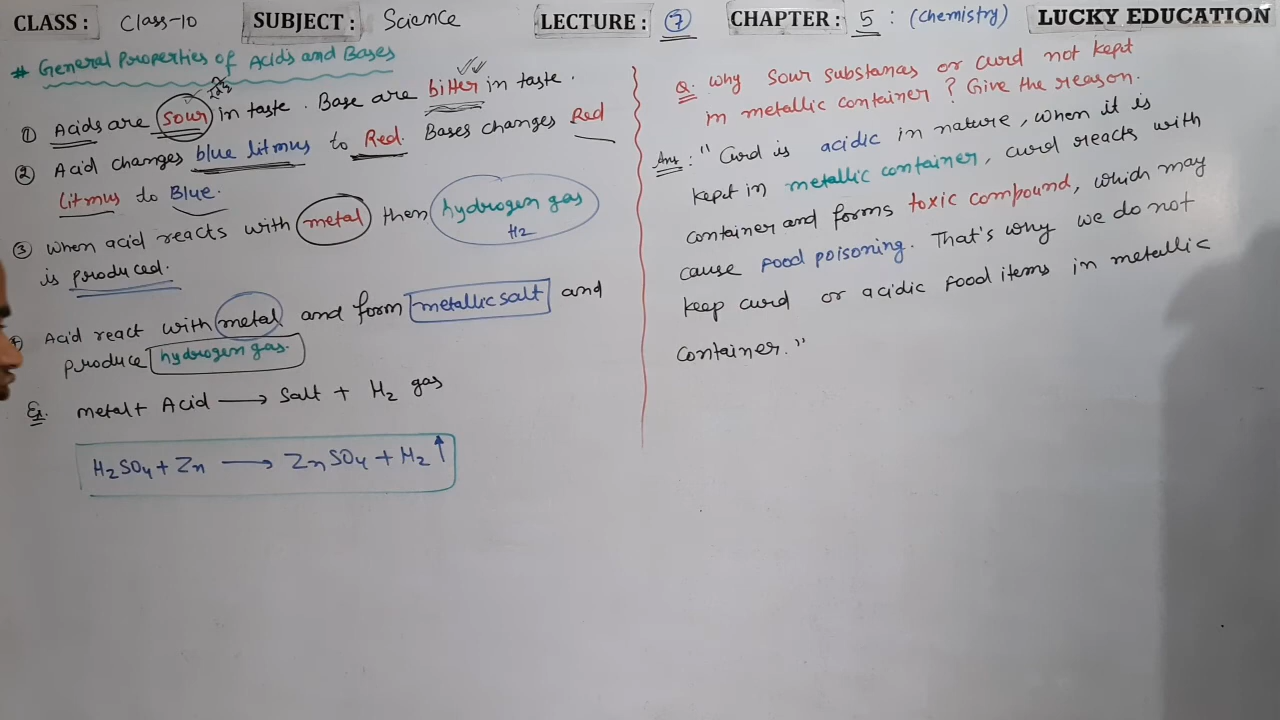 CLASS : Class-10 SUBJECT : Science LECTURE : 7 CHAPTER : 5 : (Chemistry) LUCKY EDUCATION
# General Properties of Acids and Bases
① Acids are sour in taste. Base are bitter in taste.
② Acid changes blue litmus to Red. Bases changes Red
litmus to Blue.
③ When acid reacts with metal then hydrogen gas
H2
is produced.
Acid react with metal and form metallic salt and
produce hydrogen gas.
Ex. metal + Acid ⟶ Salt + H2 gas
H2SO4 + Zn ⟶ ZnSO4 + H2 ↑
Q. Why Sour substanas or curd not kept
in metallic container ? Give the reason.
Ans : " Curd is acidic in nature, when it is
kept in metallic container, curd reacts with
container and forms toxic compound, which may
cause food poisoning. That's why we do not
keep curd or acidic food items in metallic
container. "